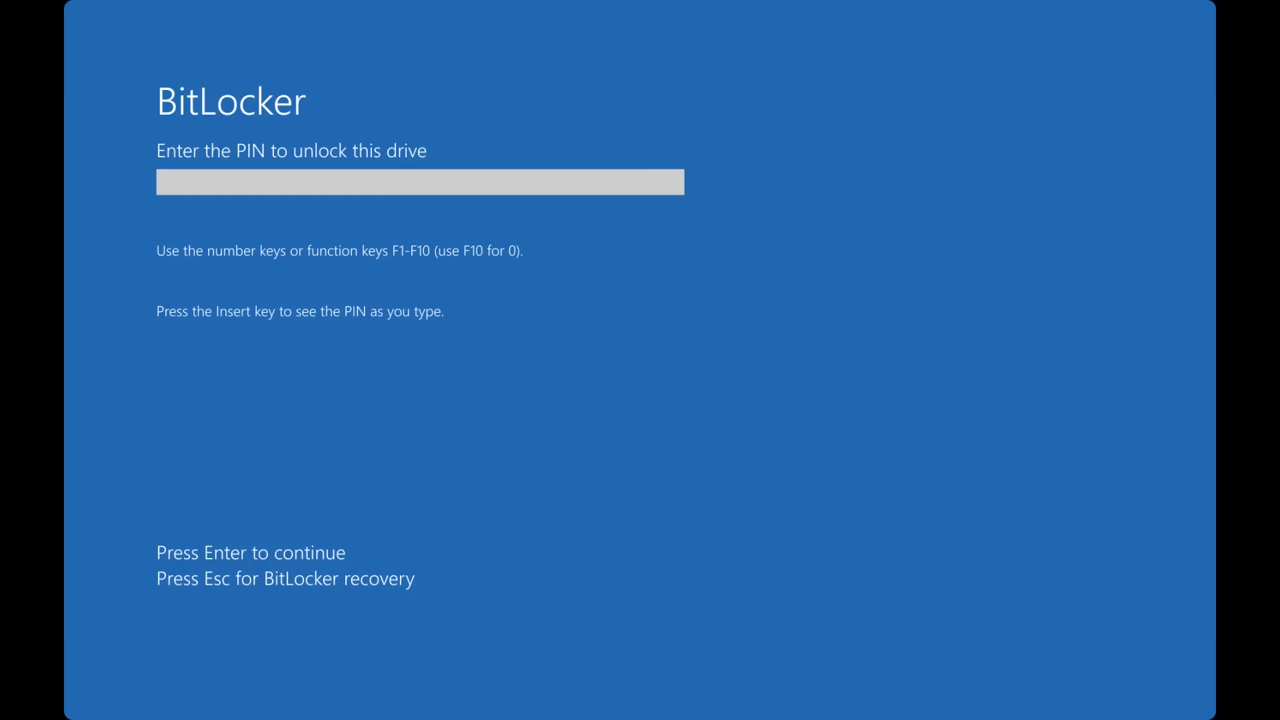 BitLocker
Enter the PIN to unlock this drive
Use the number keys or function keys F1-F10 (use F10 for 0).
Press the Insert key to see the PIN as you type.
Press Enter to continue
Press Esc for BitLocker recovery